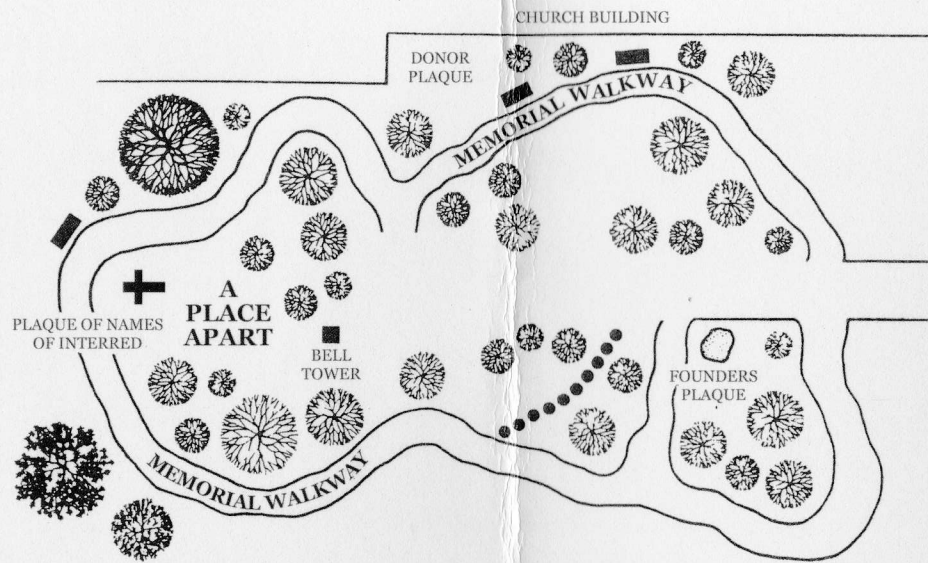 CHURCH BUILDING
DONOR
PLAQUE
MEMORIAL WALKWAY
A
PLACE
APART
PLAQUE OF NAMES
OF INTERRED
BELL
TOWER
FOUNDERS
PLAQUE
MEMORIAL WALKWAY